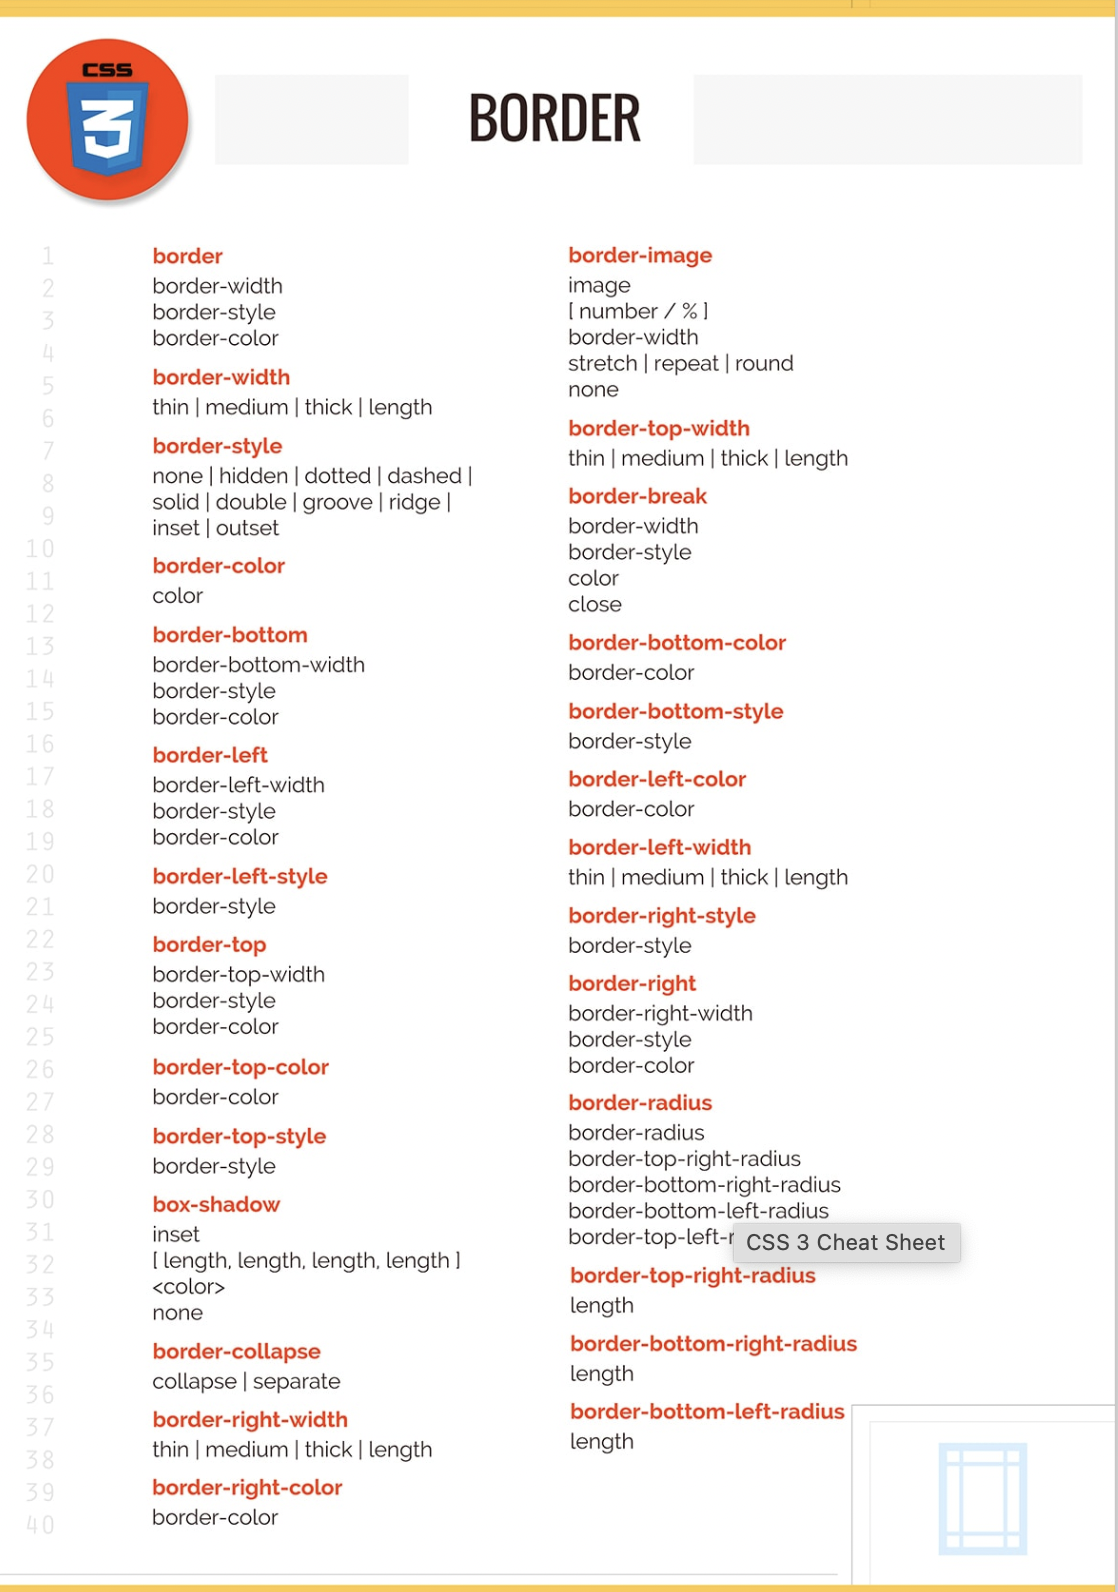 CSS
3
BORDER
1
2
3
4
5
6
7
8
9
10
11
12
13
14
15
16
17
18
19
20
21
22
23
24
25
26
27
28
29
30
31
32
33
34
35
36
37
38
39
40
border
border-width
border-style
border-color
border-width
thin | medium | thick | length
border-style
none | hidden | dotted | dashed |
solid | double | groove | ridge |
inset | outset
border-color
color
border-bottom
border-bottom-width
border-style
border-color
border-left
border-left-width
border-style
border-color
border-left-style
border-style
border-top
border-top-width
border-style
border-color
border-top-color
border-color
border-top-style
border-style
box-shadow
inset
[ length, length, length, length ]
<color>
none
border-collapse
collapse | separate
border-right-width
thin | medium | thick | length
border-right-color
border-color
border-image
image
[ number / % ]
border-width
stretch | repeat | round
none
border-top-width
thin | medium | thick | length
border-break
border-width
border-style
color
close
border-bottom-color
border-color
border-bottom-style
border-style
border-left-color
border-color
border-left-width
thin | medium | thick | length
border-right-style
border-style
border-right
border-right-width
border-style
border-color
border-radius
border-radius
border-top-right-radius
border-bottom-right-radius
border-bottom-left-radius
border-top-left-r
CSS 3 Cheat Sheet
border-top-right-radius
length
border-bottom-right-radius
length
border-bottom-left-radius
length